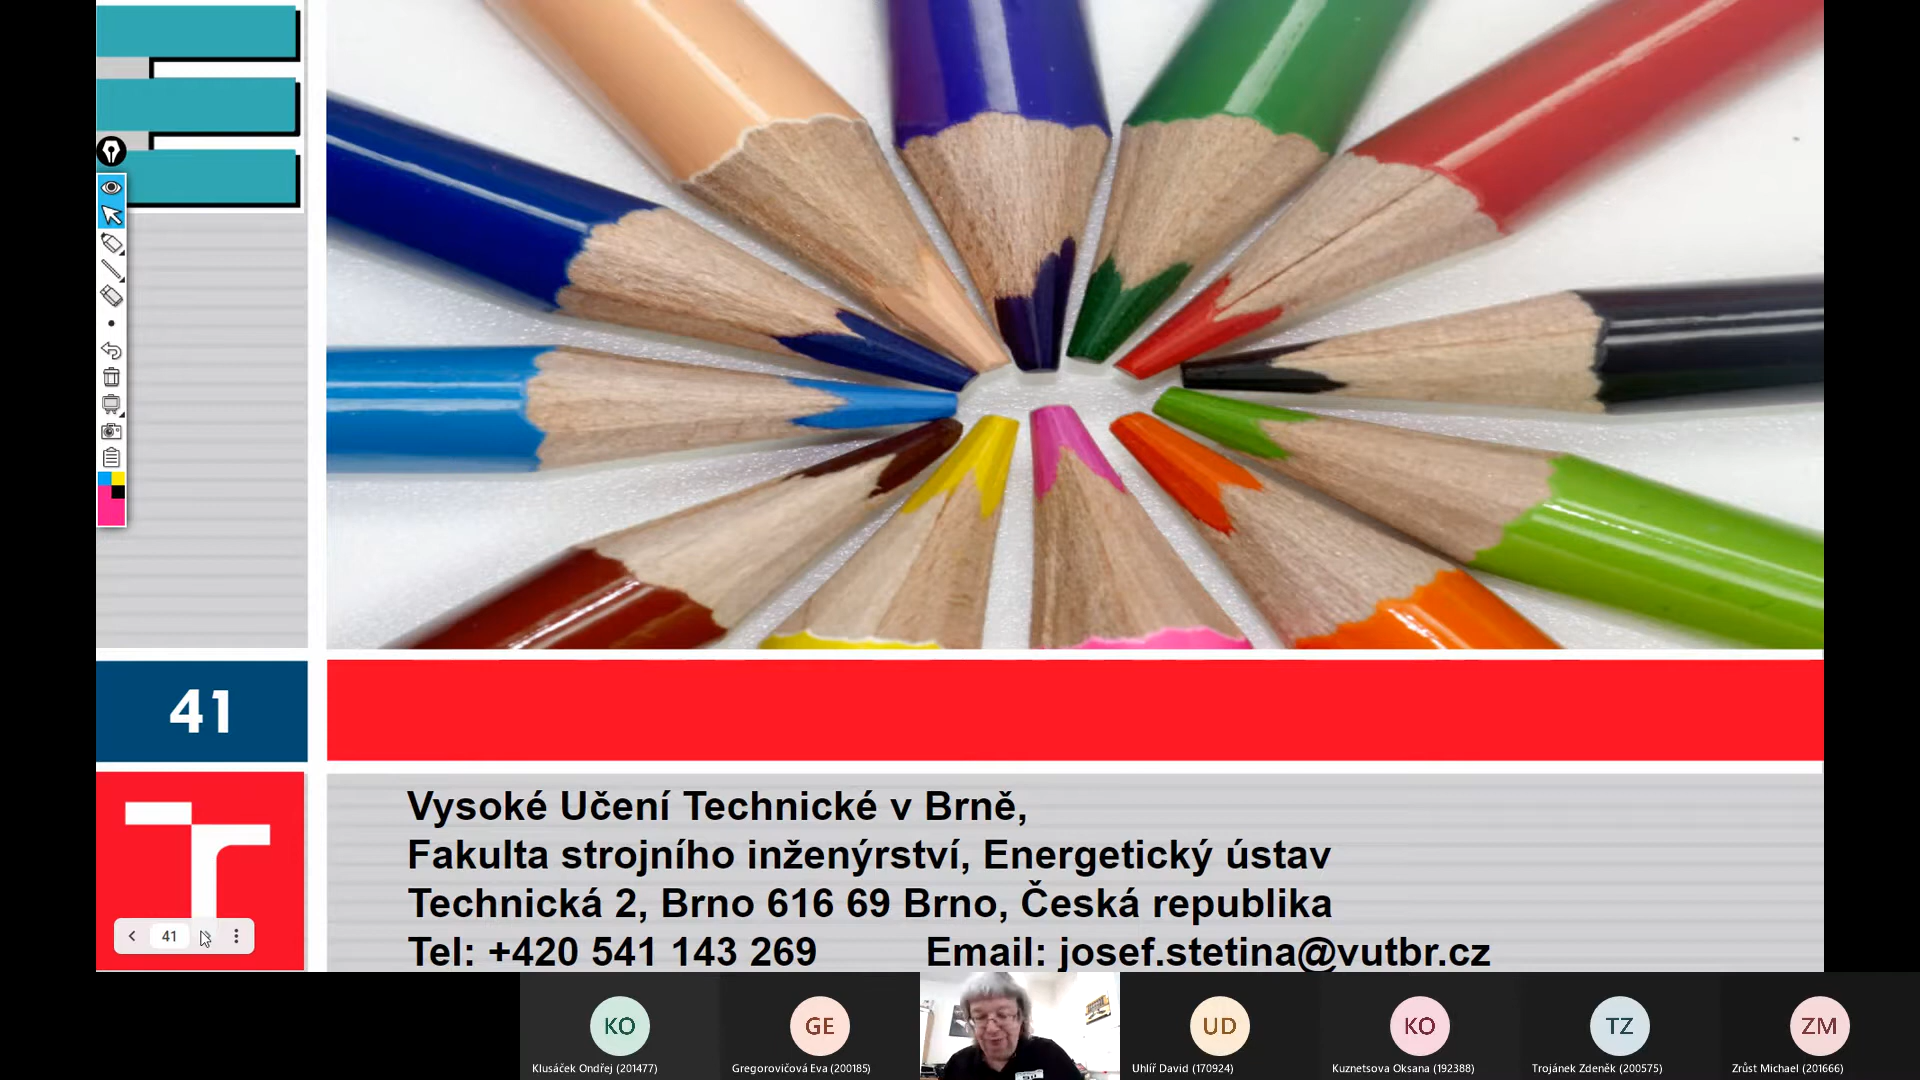 41
Vysoké Učení Technické v Brně,
Fakulta strojního inženýrství, Energetický ústav
Technická 2, Brno 616 69 Brno, Česká republika
Tel: +420 541 143 269 Email: josef.stetina@vutbr.cz
41
KO
GE
UD
KO
TZ
ZM
Klusáček Ondřej (201477)
Gregorovičová Eva (200185)
Uhlíř David (170924)
Kuznetsova Oksana (192388)
Trojánek Zdeněk (200575)
Zrůst Michael (201666)